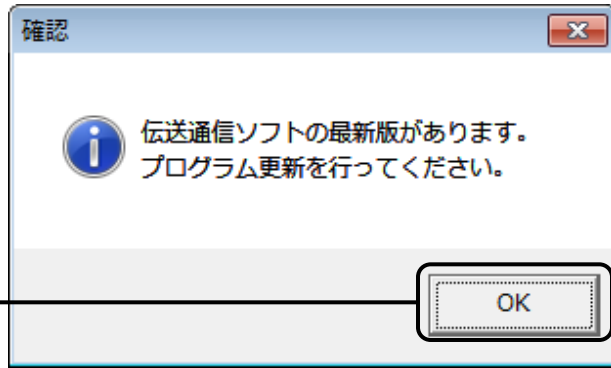 確認
伝送通信ソフトの最新版があります。
プログラム更新を行ってください。
OK